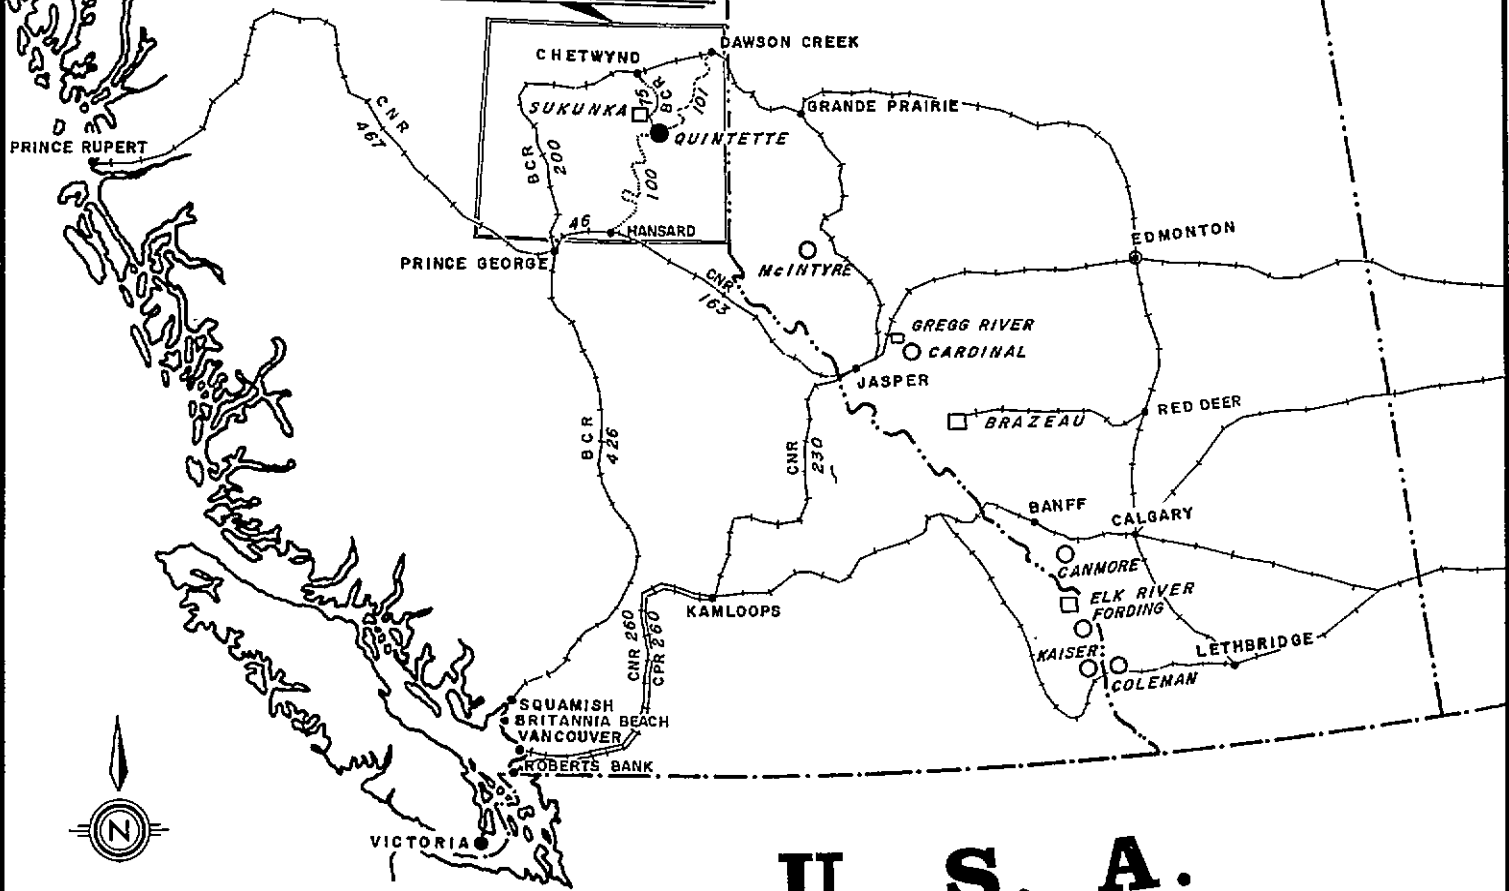 DAWSON CREEK
CHETWYND
BCR
75
101
SUKUNKA
QUINTETTE
GRANDE PRAIRIE
CNR
467
D
PRINCE RUPERT
BCR
200
100
46
HANSARD
PRINCE GEORGE
McINTYRE
EDMONTON
CNR
163
GREGG RIVER
CARDINAL
JASPER
BRAZEAU
RED DEER
BCR
426
CNR
230
BANFF
CALGARY
CANMORE
ELK RIVER
FORDING
KAMLOOPS
CNR 260
CPR 260
KAISER
LETHBRIDGE
COLEMAN
SQUAMISH
BRITANNIA BEACH
VANCOUVER
ROBERTS BANK
N
VICTORIA
U. S. A.